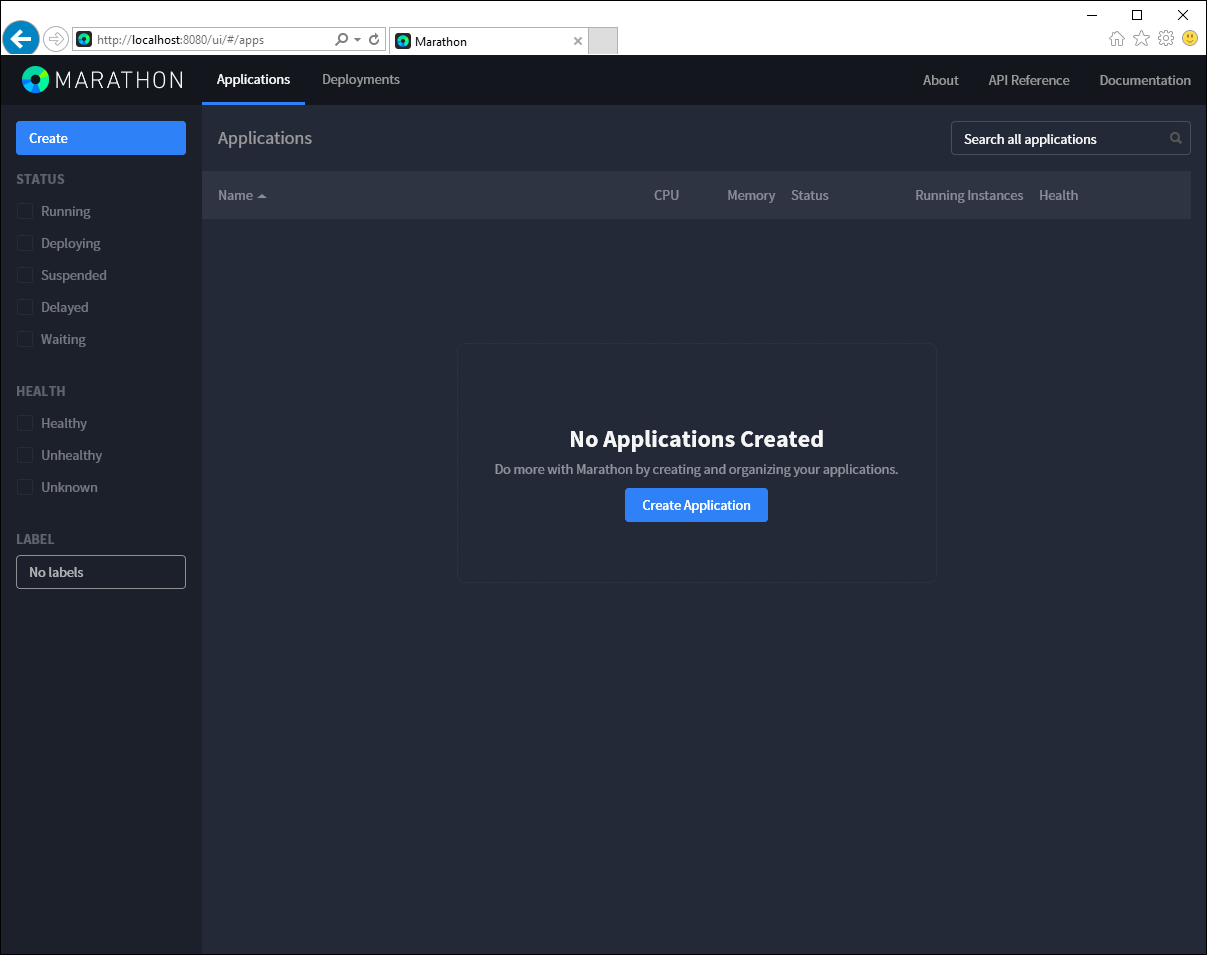 http://localhost:8080/ui/#/apps
Marathon
MARATHON
Applications
Deployments
About
API Reference
Documentation
Create
Applications
Search all applications
STATUS
Running
Deploying
Suspended
Delayed
Waiting
HEALTH
Healthy
Unhealthy
Unknown
LABEL
No labels
Name CPU Memory Status Running Instances Health
No Applications Created
Do more with Marathon by creating and organizing your applications.
Create Application